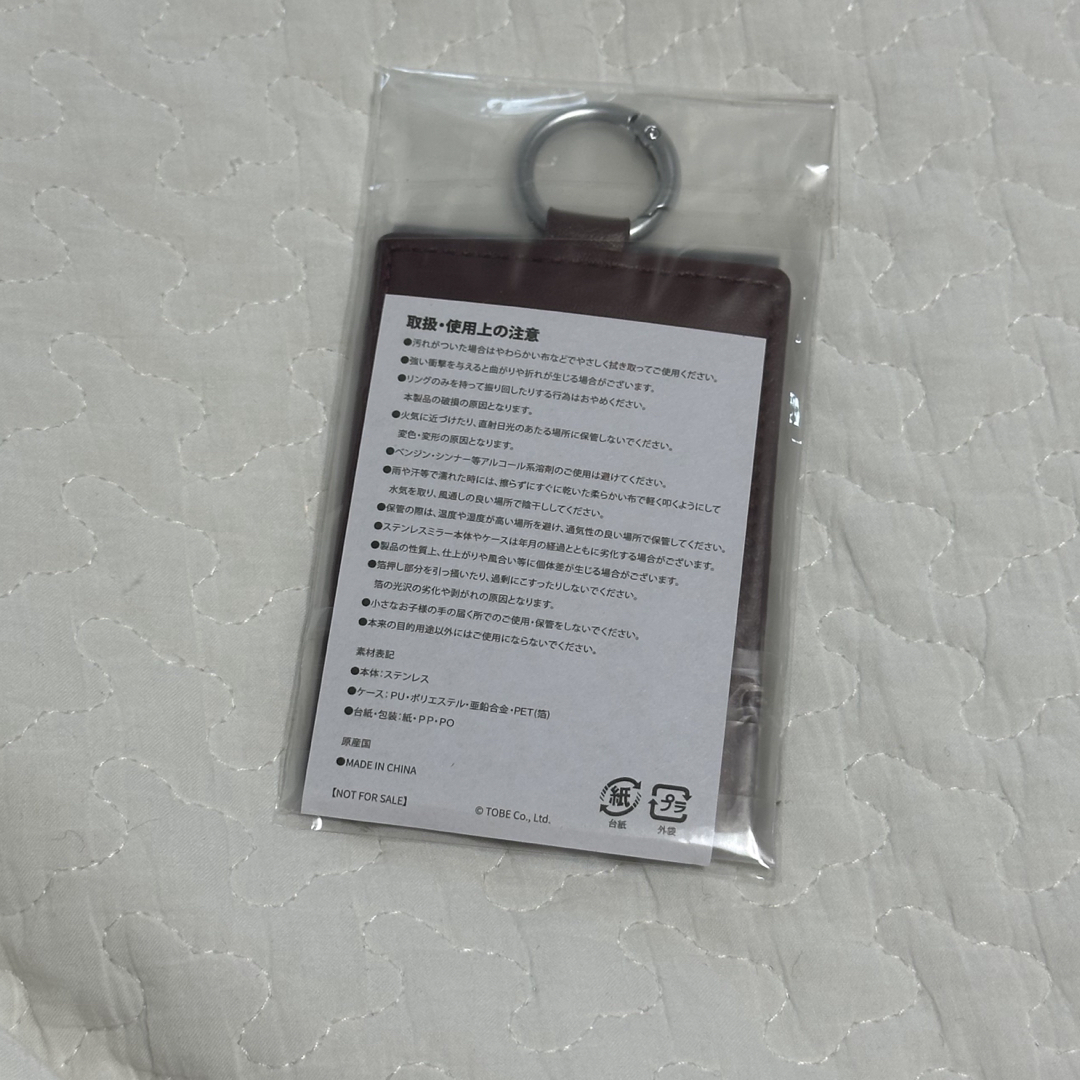 取扱・使用上の注意
●汚れがついた場合はやわらかい布などでやさしく拭き取ってご使用ください。
●強い衝撃を与えると曲がりや折れが生じる場合がございます。
●リングのみを持って振り回したりする行為はおやめください。
本製品の破損の原因となります。
●火気に近づけたり、直射日光のあたる場所に保管しないでください。
変色・変形の原因となります。
●ベンジン・シンナー等アルコール系溶剤のご使用は避けてください。
●雨や汗等で濡れた時には、擦らずにすぐに乾いた柔らかい布で軽く叩くようにして
水気を取り、風通しの良い場所で陰干ししてください。
●保管の際は、温度や湿度が高い場所を避け、通気性の良い場所で保管してください。
●ステンレスミラー本体やケースは年月の経過とともに劣化する場合がございます。
●製品の性質上、仕上がりや風合い等に個体差が生じる場合がございます。
●箔押し部分を引っ掻いたり、過剰にこすったりしないでください。
箔の光沢の劣化や剥がれの原因となります。
●小さなお子様の手の届く所でのご使用・保管をしないでください。
●本来の目的用途以外にはご使用にならないでください。
素材表記
●本体：ステンレス
●ケース：PU・ポリエステル・亜鉛合金・PET(箔)
●台紙・包装：紙・PP・PO
原産国
●MADE IN CHINA
【NOT FOR SALE】
© TOBE Co., Ltd.
紙
台紙
プラ
外袋